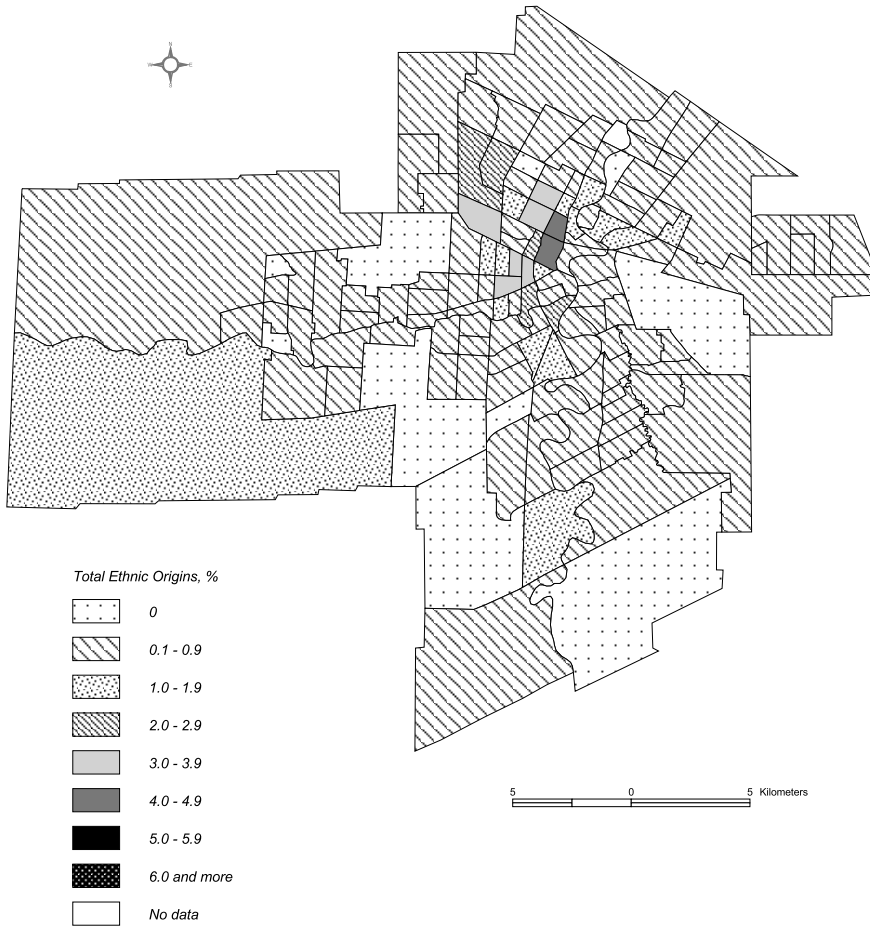 N
W E
S
Total Ethnic Origins, %
0
0.1 - 0.9
1.0 - 1.9
2.0 - 2.9
3.0 - 3.9
4.0 - 4.9
5.0 - 5.9
6.0 and more
No data
5 0 5 Kilometers